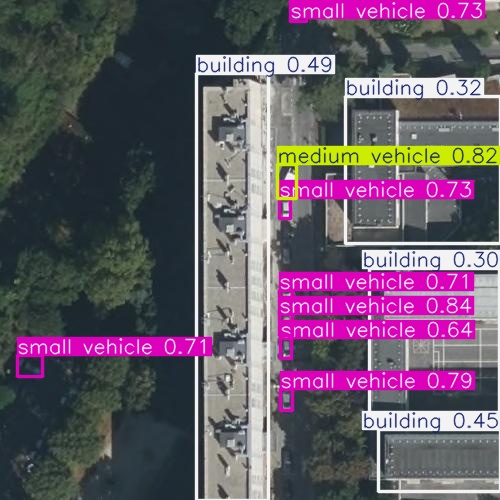 small vehicle 0.73
building 0.49
building 0.32
medium vehicle 0.82
small vehicle 0.73
building 0.30
small vehicle 0.71
small vehicle 0.84
small vehicle 0.64
small vehicle 0.71
small vehicle 0.79
building 0.45